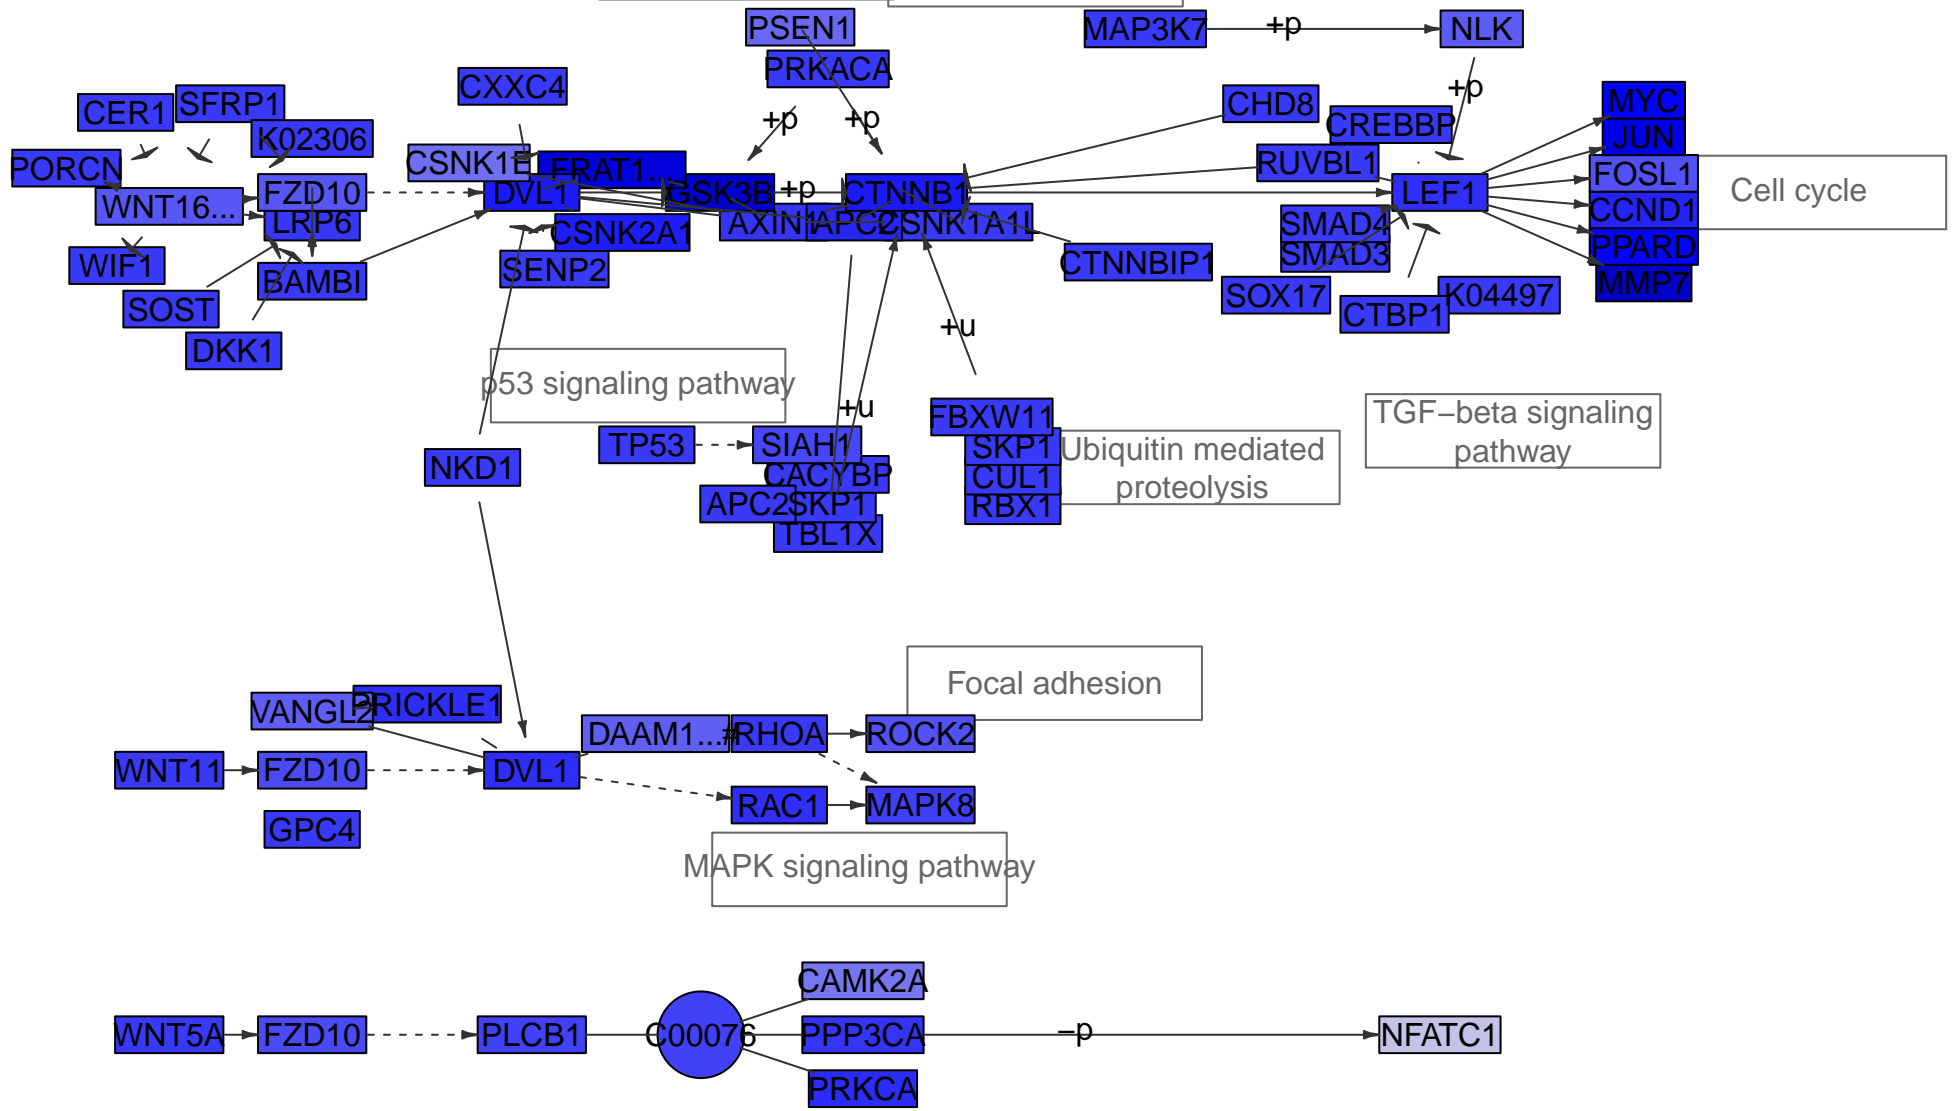 PSEN1
MAP3K7
+p
NLK
PRKACA
CXXC4
+p
CER1
SFRP1
CHD8
MYC
+p
+p
CREBBP
K02306
JUN
PORCN
CSNK1E
FRAT1...
RUVBL1
FOSL1
WNT16...
FZD10
DVL1
GSK3B
+p
CTNNB1
LEF1
Cell cycle
LRP6
AXIN1
APC2
CSNK1A1L
SMAD4
CCND1
CSNK2A1
SMAD3
PPARD
WIF1
BAMBI
SENP2
CTNNBIP1
MMP7
SOST
SOX17
K04497
CTBP1
DKK1
+u
p53 signaling pathway
+u
FBXW11
TGF−beta signaling
pathway
TP53
SIAH1
SKP1
Ubiquitin mediated
proteolysis
NKD1
CACYBP
CUL1
APC2
SKP1
RBX1
TBL1X
Focal adhesion
VANGL2
PRICKLE1
DAAM1...#
RHOA
ROCK2
WNT11
FZD10
DVL1
RAC1
MAPK8
GPC4
MAPK signaling pathway
CAMK2A
WNT5A
FZD10
PLCB1
C00076
PPP3CA
−p
NFATC1
PRKCA